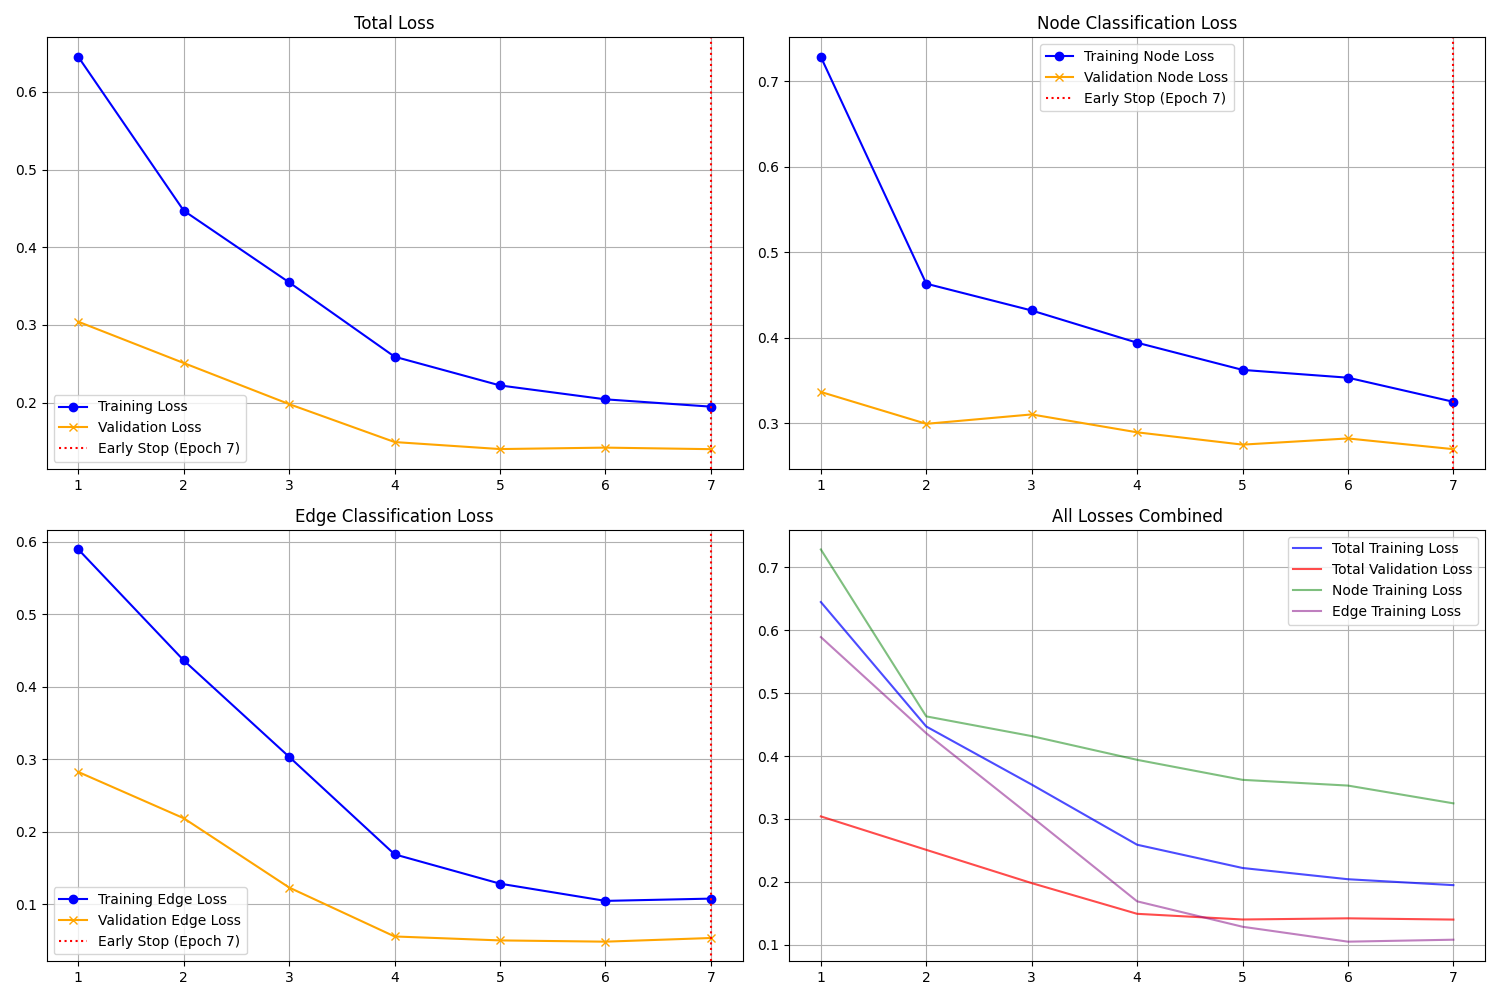 Total Loss
0.6
0.5
0.4
0.3
0.2
Training Loss
Validation Loss
Early Stop (Epoch 7)
1 2 3 4 5 6 7
Node Classification Loss
0.7
0.6
0.5
0.4
0.3
Training Node Loss
Validation Node Loss
Early Stop (Epoch 7)
1 2 3 4 5 6 7
Edge Classification Loss
0.6
0.5
0.4
0.3
0.2
0.1
Training Edge Loss
Validation Edge Loss
Early Stop (Epoch 7)
1 2 3 4 5 6 7
All Losses Combined
0.7
0.6
0.5
0.4
0.3
0.2
0.1
Total Training Loss
Total Validation Loss
Node Training Loss
Edge Training Loss
1 2 3 4 5 6 7